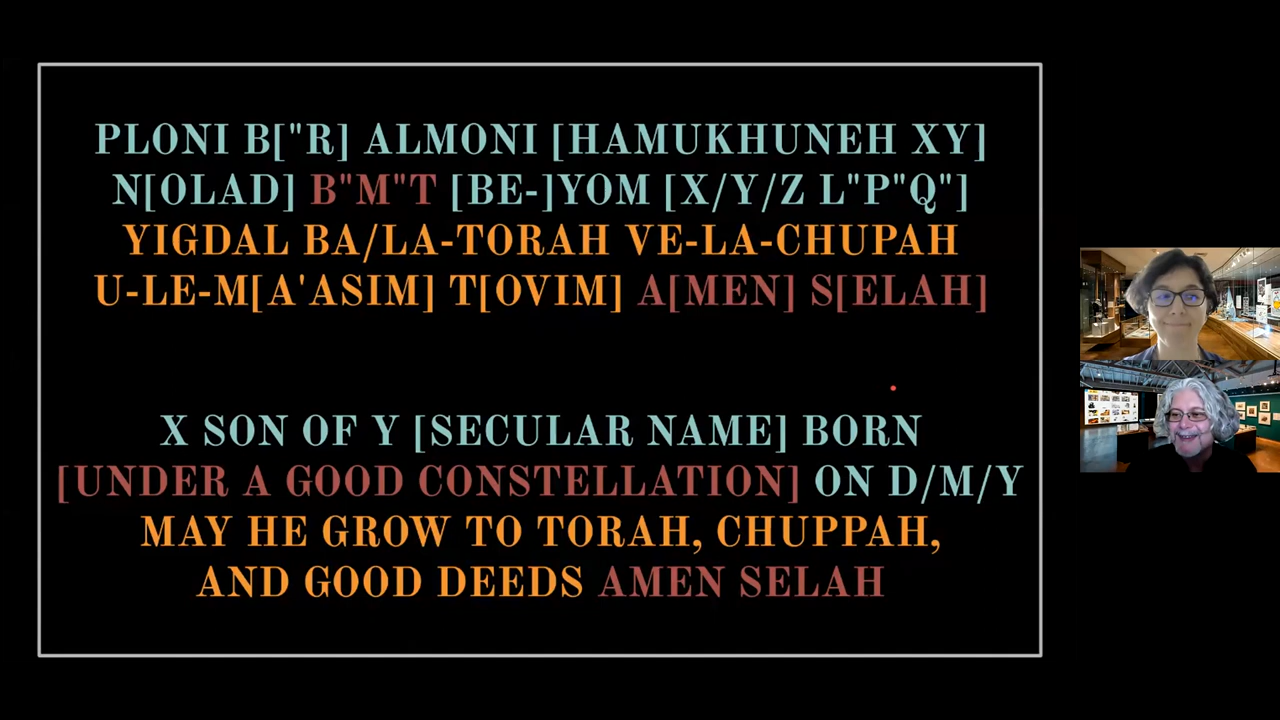 PLONI B["R] ALMONI [HAMUKHUNEH XY]
N[OLAD] B"M"T [BE-]YOM [X/Y/Z L"P"Q"]
YIGDAL BA/LA-TORAH VE-LA-CHUPAH
U-LE-M[A'ASIM] T[OVIM] A[MEN] S[ELAH]
X SON OF Y [SECULAR NAME] BORN
[UNDER A GOOD CONSTELLATION] ON D/M/Y
MAY HE GROW TO TORAH, CHUPPAH,
AND GOOD DEEDS AMEN SELAH